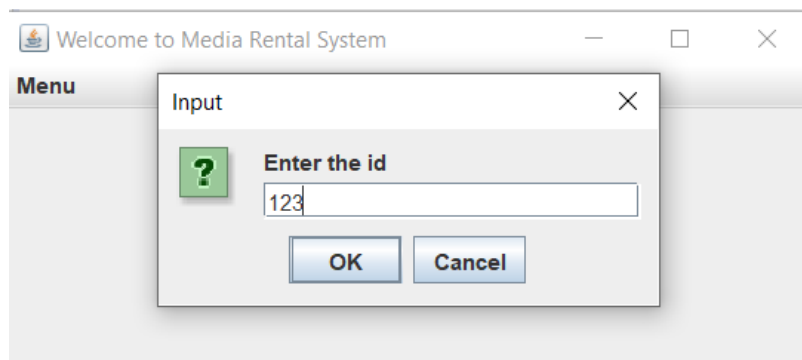 Welcome to Media Rental System
Menu
Input
?
Enter the id
123
OK Cancel